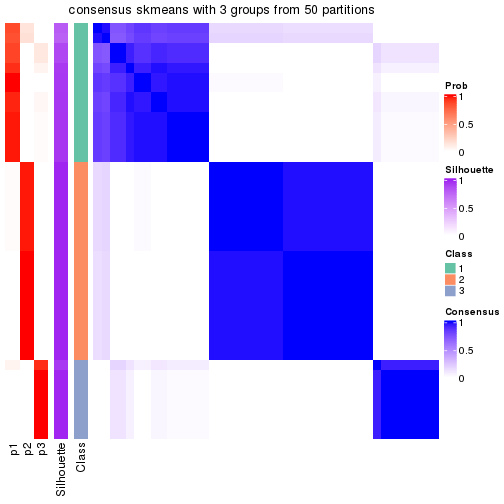 consensus skmeans with 3 groups from 50 partitions
Prob
1
0.5
0
Silhouette
1
0.5
0
Class
1
2
3
Consensus
1
0.5
0
p1
p2
p3
Silhouette
Class